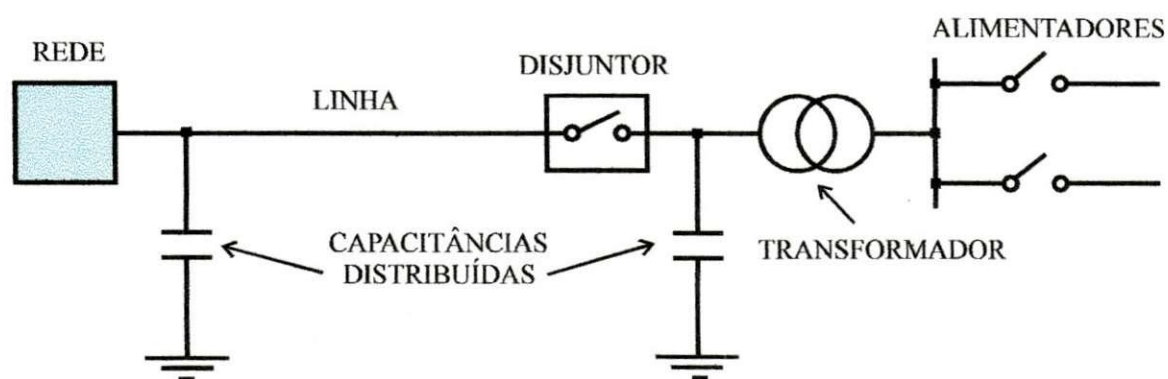 REDE
LINHA
DISJUNTOR
ALIMENTADORES
CAPACITÂNCIAS
DISTRIBUÍDAS
TRANSFORMADOR